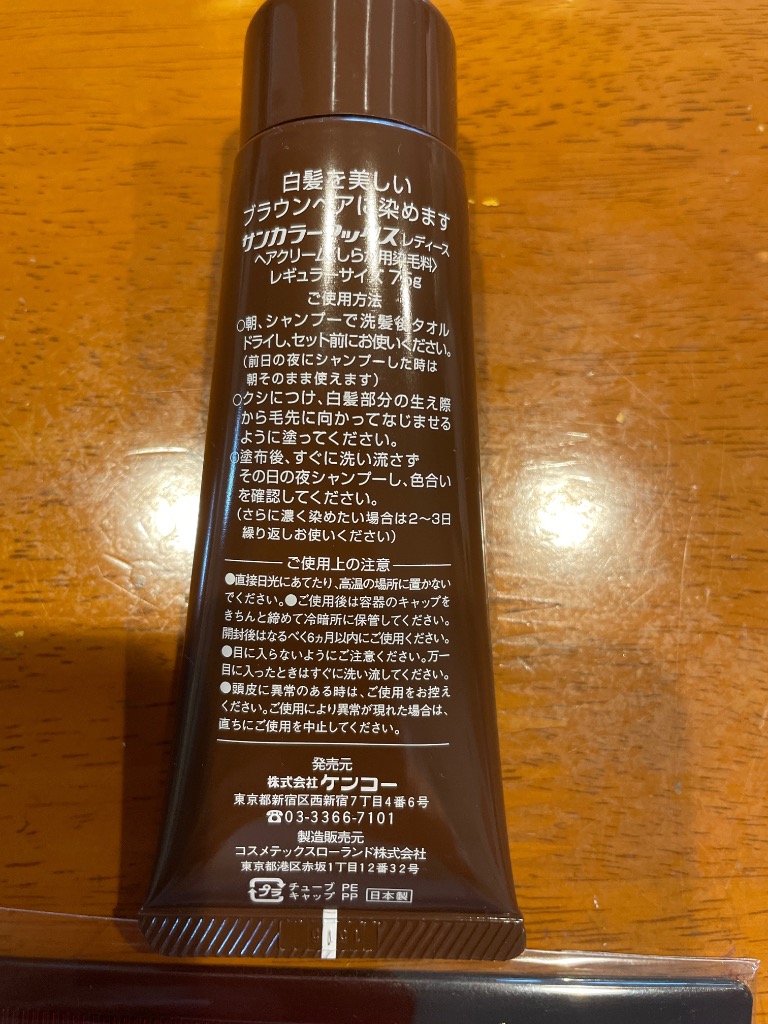 白髪を美しい
ブラウンヘアに染めます
サンカラーマックスレディース
ヘアクリーム〈しらが用染毛料〉
レギュラーサイズ 75g
ご使用方法
○朝、シャンプーで洗髪後タオル
ドライし、セット前にお使いください。
(前日の夜にシャンプーした時は
朝そのまま使えます)
○クシにつけ、白髪部分の生え際
から毛先に向かってなじませる
ように塗ってください。
○塗布後、すぐに洗い流さず
その日の夜シャンプーし、色合い
を確認してください。
(さらに濃く染めたい場合は2〜3日
繰り返しお使いください)
ご使用上の注意
●直接日光にあてたり、高温の場所に置かない
でください。●ご使用後は容器のキャップを
きちんと締めて冷暗所に保管してください。
開封後はなるべく6ヵ月以内にご使用ください。
●目に入らないようにご注意ください。万一
目に入ったときはすぐに洗い流してください。
●頭皮に異常のある時は、ご使用をお控え
ください。ご使用により異常が現れた場合は、
直ちにご使用を中止してください。
発売元
株式会社ケンコー
東京都新宿区西新宿7丁目4番6号
☎03-3366-7101
製造販売元
コスメテックスローランド株式会社
東京都港区赤坂1丁目12番32号
プラ チューブ PE
キャップ PP 日本製